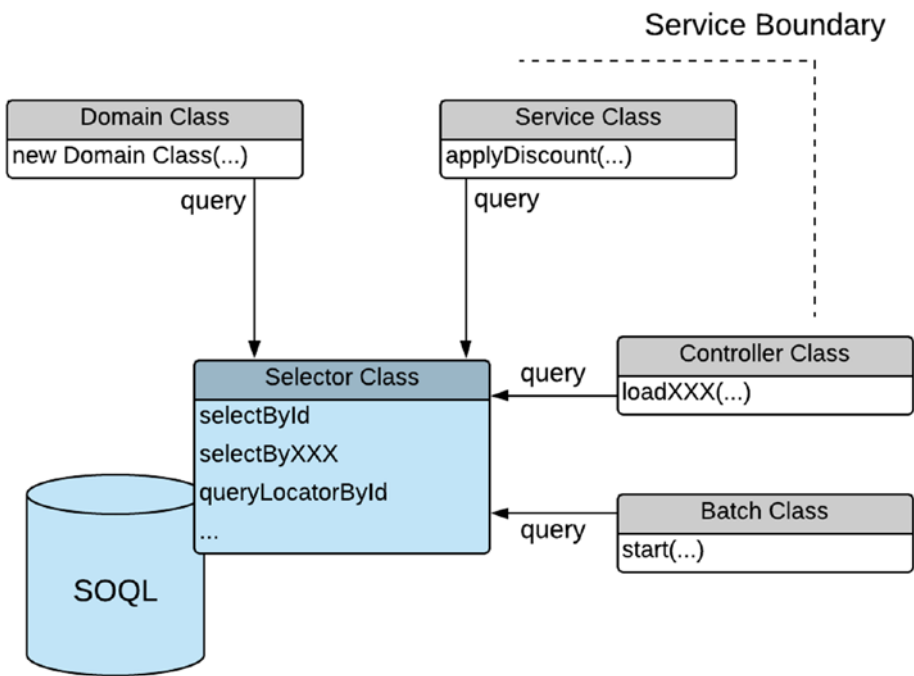 Service Boundary
Domain Class
new Domain Class(...)
query
Service Class
applyDiscount(...)
query
Controller Class
loadXXX(...)
query
Selector Class
selectById
selectByXXX
queryLocatorById
...
Batch Class
start(...)
query
SOQL